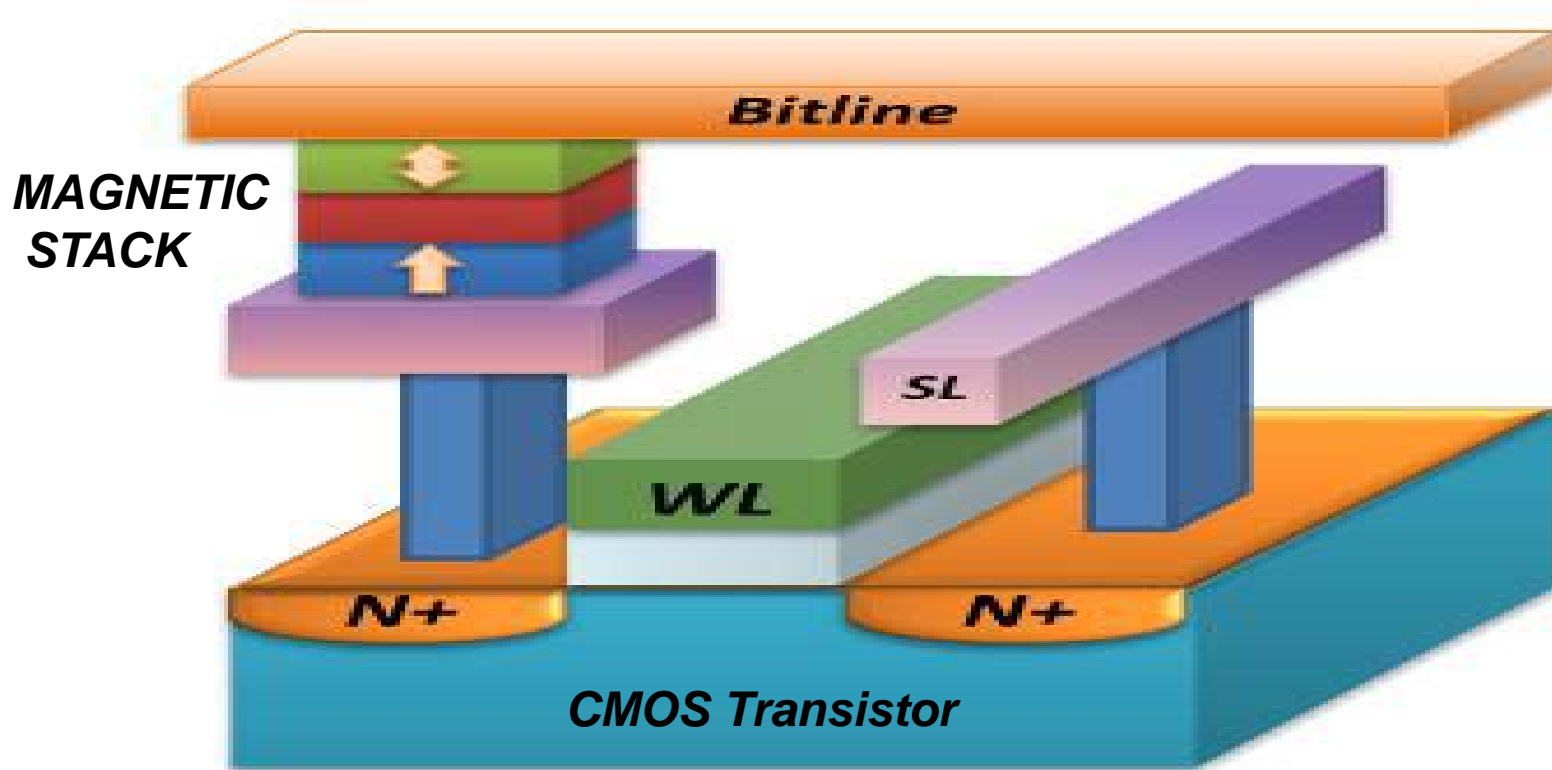 Bitline
MAGNETIC
STACK
SL
WL
N+
N+
CMOS Transistor